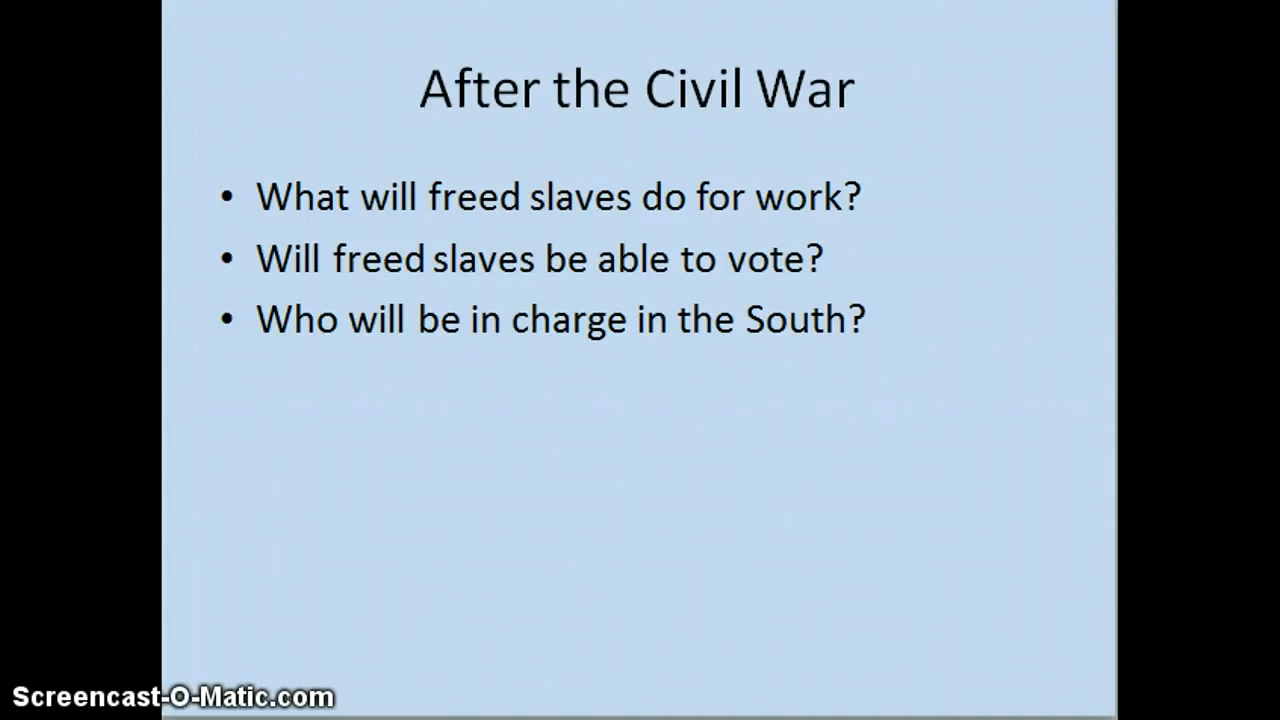 After the Civil War
• What will freed slaves do for work?
• Will freed slaves be able to vote?
• Who will be in charge in the South?
Screencast-O-Matic.com